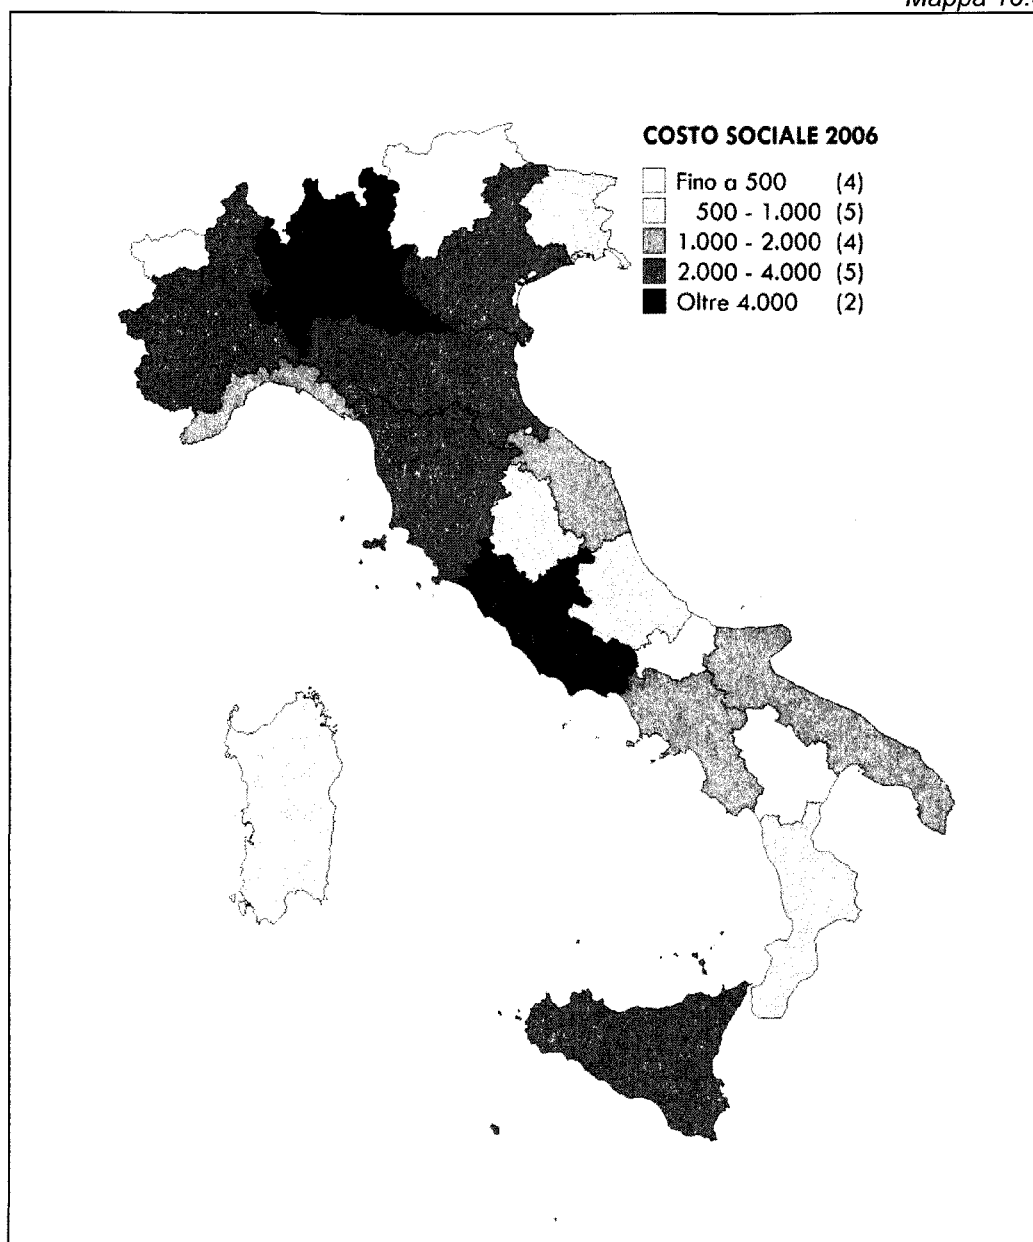 Mappa
COSTO SOCIALE 2006
Fino a 500 (4)
500 - 1.000 (5)
1.000 - 2.000 (4)
2.000 - 4.000 (5)
Oltre 4.000 (2)